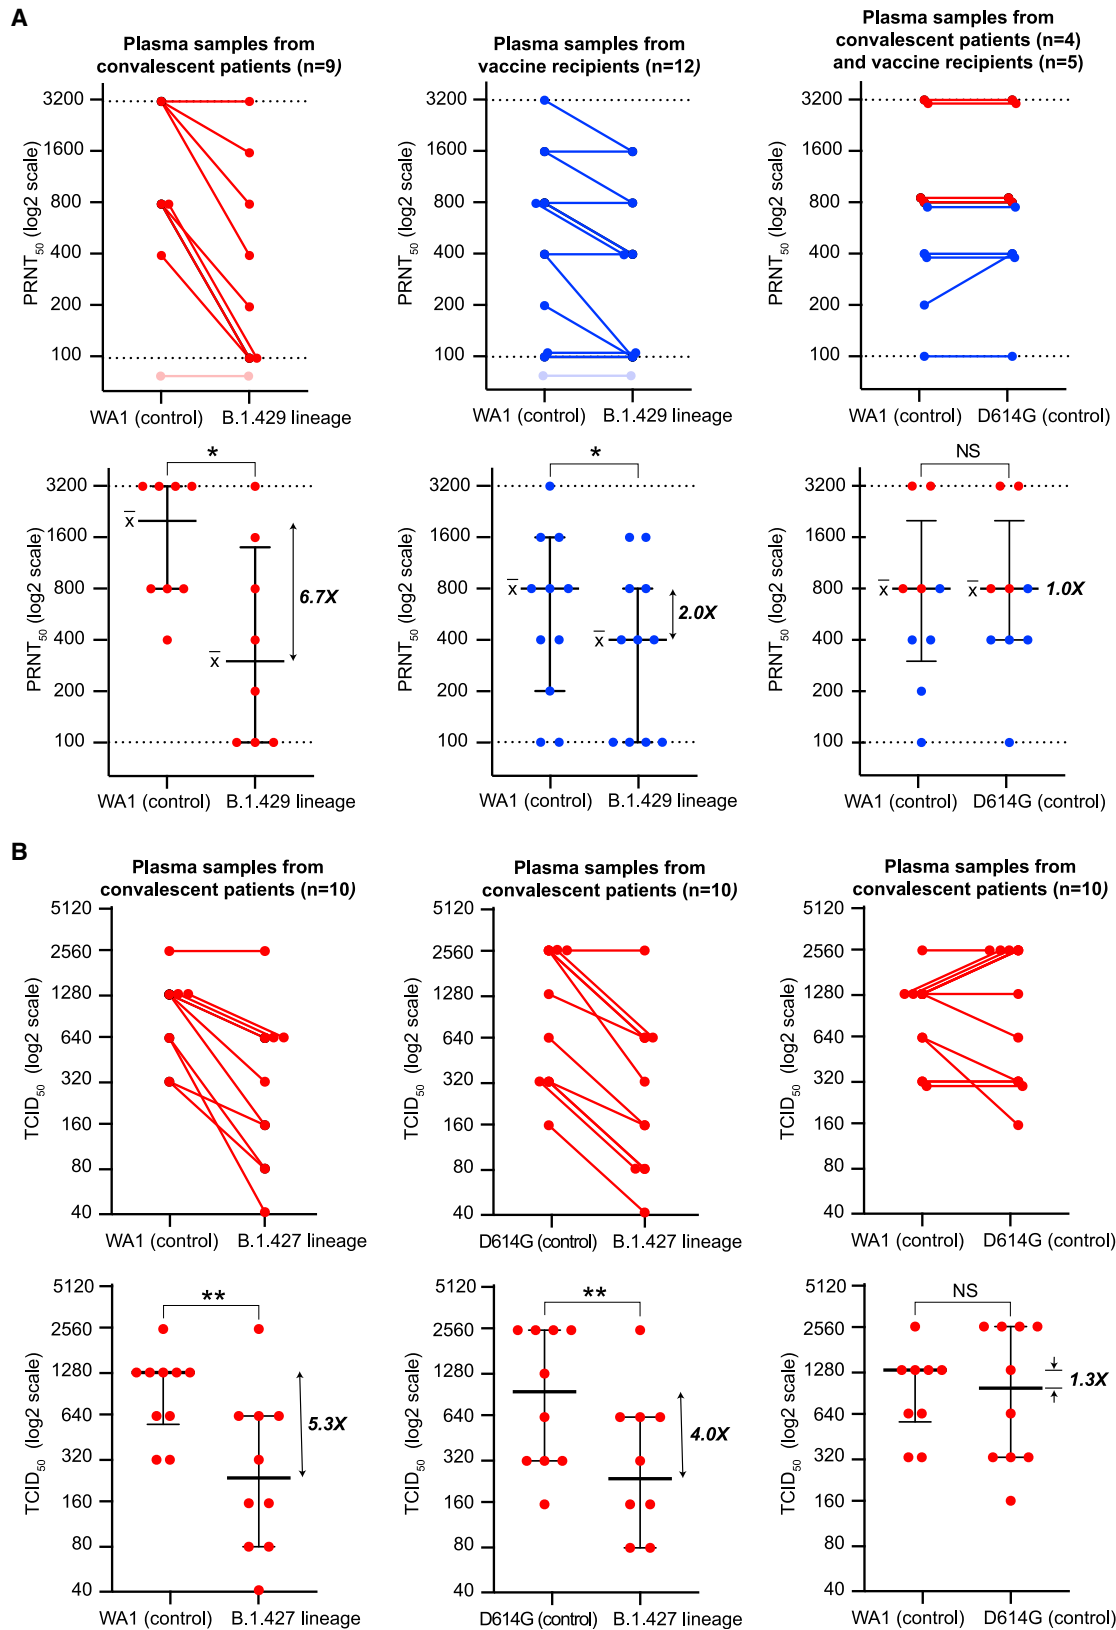 A
Plasma samples from
convalescent patients (n=9)
PRNT50 (log2 scale)
3200
1600
800
400
200
100
WA1 (control)
B.1.429 lineage
Plasma samples from
vaccine recipients (n=12)
PRNT50 (log2 scale)
3200
1600
800
400
200
100
WA1 (control)
B.1.429 lineage
Plasma samples from
convalescent patients (n=4)
and vaccine recipients (n=5)
PRNT50 (log2 scale)
3200
1600
800
400
200
100
WA1 (control)
D614G (control)
PRNT50 (log2 scale)
3200
1600
800
400
200
100
*
x̅
x̅
6.7X
WA1 (control)
B.1.429 lineage
PRNT50 (log2 scale)
3200
1600
800
400
200
100
*
x̅
x̅
2.0X
WA1 (control)
B.1.429 lineage
PRNT50 (log2 scale)
3200
1600
800
400
200
100
NS
x̅
x̅
1.0X
WA1 (control)
D614G (control)
B
Plasma samples from
convalescent patients (n=10)
TCID50 (log2 scale)
5120
2560
1280
640
320
160
80
40
WA1 (control)
B.1.427 lineage
Plasma samples from
convalescent patients (n=10)
TCID50 (log2 scale)
5120
2560
1280
640
320
160
80
40
D614G (control)
B.1.427 lineage
Plasma samples from
convalescent patients (n=10)
TCID50 (log2 scale)
5120
2560
1280
640
320
160
80
40
WA1 (control)
D614G (control)
TCID50 (log2 scale)
5120
2560
1280
640
320
160
80
40
**
5.3X
WA1 (control)
B.1.427 lineage
TCID50 (log2 scale)
5120
2560
1280
640
320
160
80
40
**
4.0X
D614G (control)
B.1.427 lineage
TCID50 (log2 scale)
5120
2560
1280
640
320
160
80
40
NS
1.3X
WA1 (control)
D614G (control)